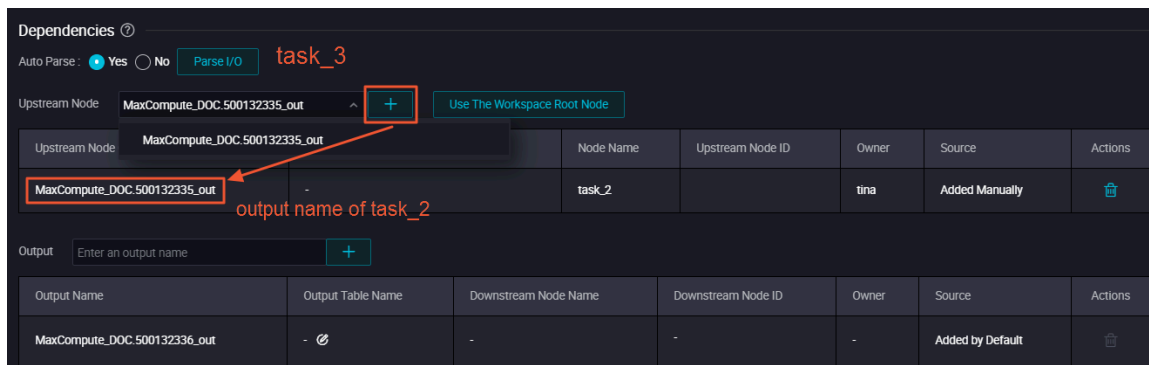 Dependencies ?
Auto Parse : Yes No Parse I/O task_3
Upstream Node MaxCompute_DOC.500132335_out + Use The Workspace Root Node
MaxCompute_DOC.500132335_out
Upstream Node Node Name Upstream Node ID Owner Source Actions
MaxCompute_DOC.500132335_out - task_2 tina Added Manually
output name of task_2
Output Enter an output name +
Output Name Output Table Name Downstream Node Name Downstream Node ID Owner Source Actions
MaxCompute_DOC.500132336_out - - - - Added by Default